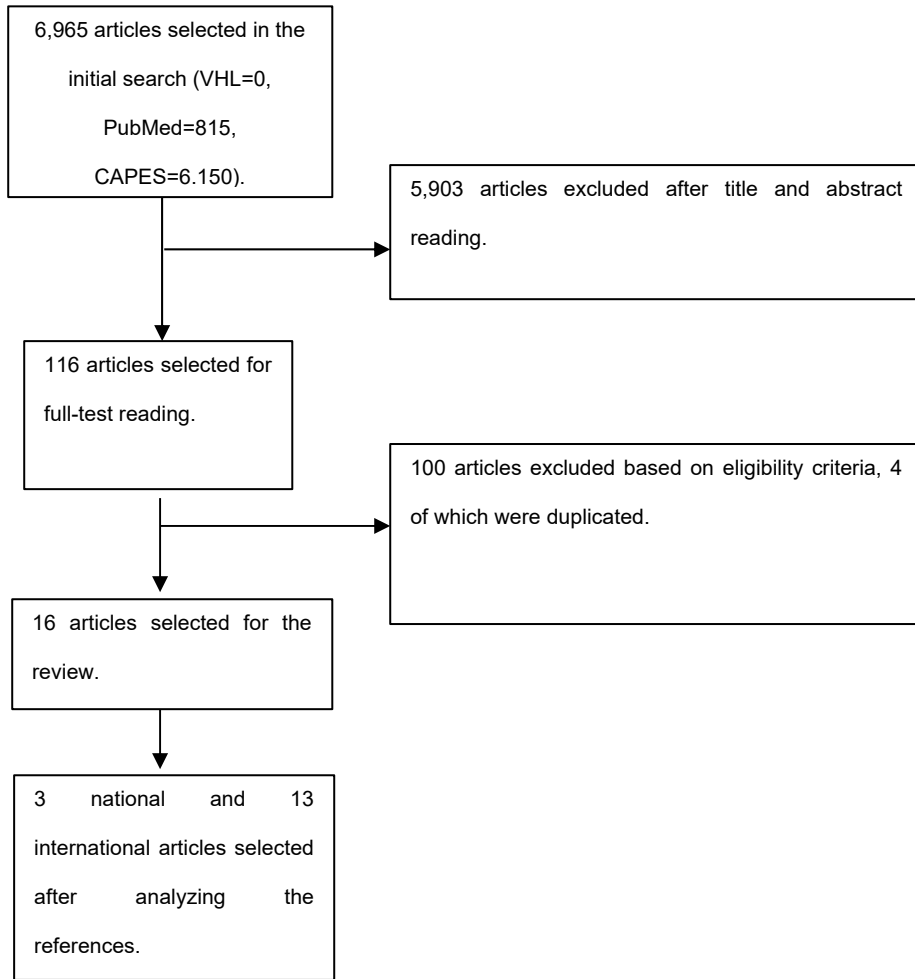 6,965 articles selected in the
initial search (VHL=0,
PubMed=815,
CAPES=6.150).
5,903 articles excluded after title and abstract
reading.
116 articles selected for
full-test reading.
100 articles excluded based on eligibility criteria, 4
of which were duplicated.
16 articles selected for the
review.
3 national and 13
international articles selected
after analyzing the
references.